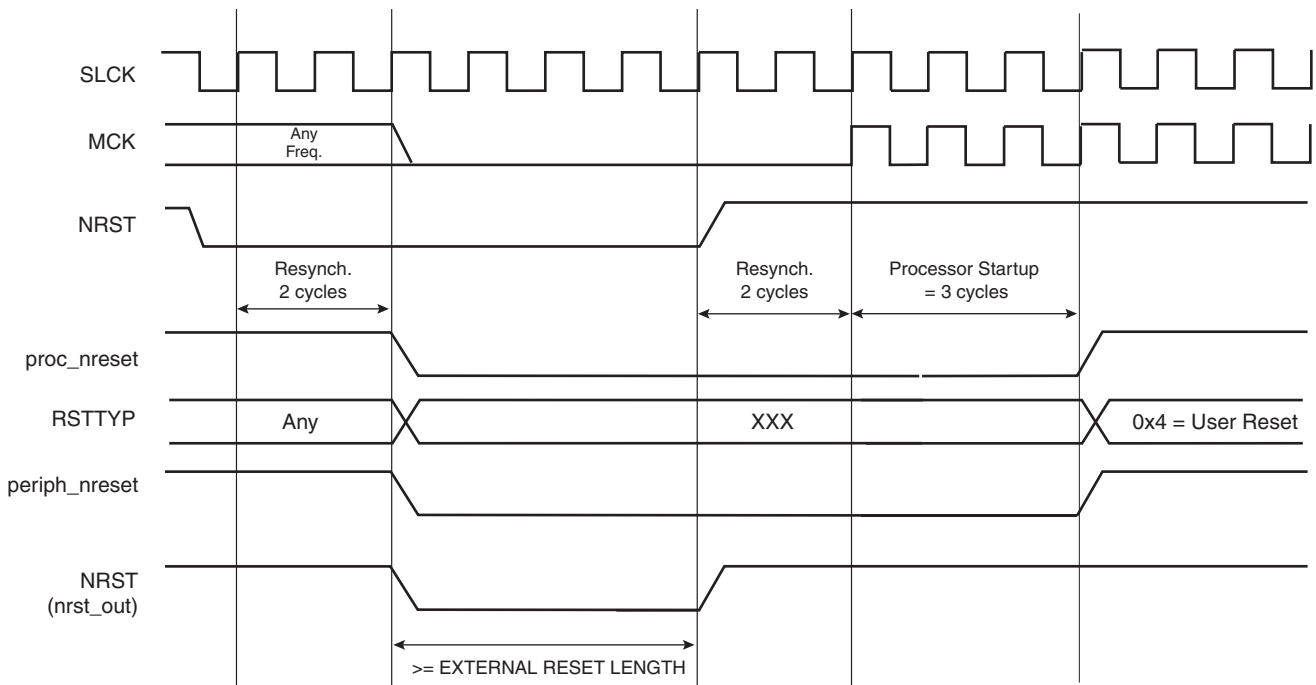 SLCK
MCK
Any
Freq.
NRST
Resynch.
2 cycles
Resynch.
2 cycles
Processor Startup
= 3 cycles
proc_nreset
RSTTYP
Any
XXX
0x4 = User Reset
periph_nreset
NRST
(nrst_out)
>= EXTERNAL RESET LENGTH